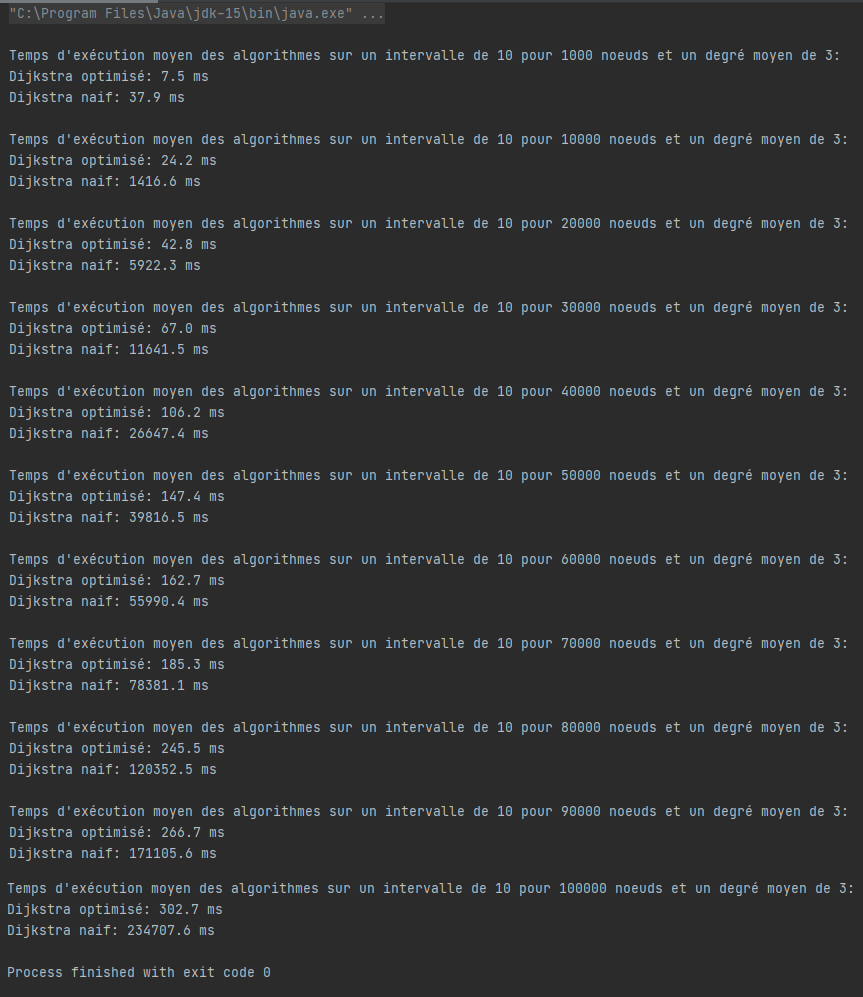 "C:\Program Files\Java\jdk-15\bin\java.exe" ...
Temps d'exécution moyen des algorithmes sur un intervalle de 10 pour 1000 noeuds et un degré moyen de 3:
Dijkstra optimisé: 7.5 ms
Dijkstra naif: 37.9 ms
Temps d'exécution moyen des algorithmes sur un intervalle de 10 pour 10000 noeuds et un degré moyen de 3:
Dijkstra optimisé: 24.2 ms
Dijkstra naif: 1416.6 ms
Temps d'exécution moyen des algorithmes sur un intervalle de 10 pour 20000 noeuds et un degré moyen de 3:
Dijkstra optimisé: 42.8 ms
Dijkstra naif: 5922.3 ms
Temps d'exécution moyen des algorithmes sur un intervalle de 10 pour 30000 noeuds et un degré moyen de 3:
Dijkstra optimisé: 67.0 ms
Dijkstra naif: 11641.5 ms
Temps d'exécution moyen des algorithmes sur un intervalle de 10 pour 40000 noeuds et un degré moyen de 3:
Dijkstra optimisé: 106.2 ms
Dijkstra naif: 26647.4 ms
Temps d'exécution moyen des algorithmes sur un intervalle de 10 pour 50000 noeuds et un degré moyen de 3:
Dijkstra optimisé: 147.4 ms
Dijkstra naif: 39816.5 ms
Temps d'exécution moyen des algorithmes sur un intervalle de 10 pour 60000 noeuds et un degré moyen de 3:
Dijkstra optimisé: 162.7 ms
Dijkstra naif: 55990.4 ms
Temps d'exécution moyen des algorithmes sur un intervalle de 10 pour 70000 noeuds et un degré moyen de 3:
Dijkstra optimisé: 185.3 ms
Dijkstra naif: 78381.1 ms
Temps d'exécution moyen des algorithmes sur un intervalle de 10 pour 80000 noeuds et un degré moyen de 3:
Dijkstra optimisé: 245.5 ms
Dijkstra naif: 120352.5 ms
Temps d'exécution moyen des algorithmes sur un intervalle de 10 pour 90000 noeuds et un degré moyen de 3:
Dijkstra optimisé: 266.7 ms
Dijkstra naif: 171105.6 ms
Temps d'exécution moyen des algorithmes sur un intervalle de 10 pour 100000 noeuds et un degré moyen de 3:
Dijkstra optimisé: 302.7 ms
Dijkstra naif: 234707.6 ms
Process finished with exit code 0